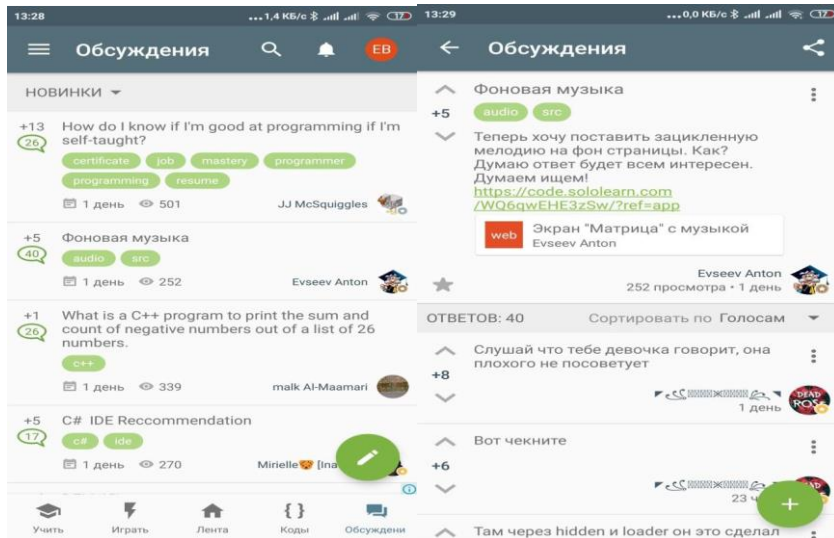 13:28
...1,4 КБ/с
17
Обсуждения
EB
НОВИНКИ
+13
26
How do I know if I'm good at programming if I'm
self-taught?
certificate job mastery programmer
programming resume
1 день 501
JJ McSquiggles
+5
40
Фоновая музыка
audio src
1 день 252
Evseev Anton
+1
26
What is a C++ program to print the sum and
count of negative numbers out of a list of 26
numbers.
c++
1 день 339
malk Al-Maamari
+5
17
C# IDE Reccommendation
c# ide
1 день 270
Mirielle🐯 [Ina
Учить
Играть
Лента
Коды
Обсуждени
13:29
...0,0 КБ/с
17
Обсуждения
+5
Фоновая музыка
audio src
Теперь хочу поставить зацикленную
мелодию на фон страницы. Как?
Думаю ответ будет всем интересен.
Думаем ищем!
https://code.sololearn.com
/WQ6qwEHE3zSw/?ref=app
web
Экран "Матрица" с музыкой
Evseev Anton
Evseev Anton
252 просмотра • 1 день
ОТВЕТОВ: 40
Сортировать по Голосам
+8
Слушай что тебе девочка говорит, она
плохого не посоветует
1 день
DEAD
ROSE
+6
Вот чекните
23 ч
Там через hidden и loader он это сделал